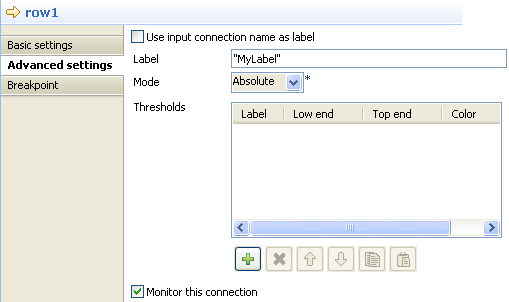 row1
Use input connection name as label
Basic settings
Label "MyLabel"
Advanced settings
Mode Absolute *
Breakpoint
Thresholds
Label Low end Top end Color
Monitor this connection